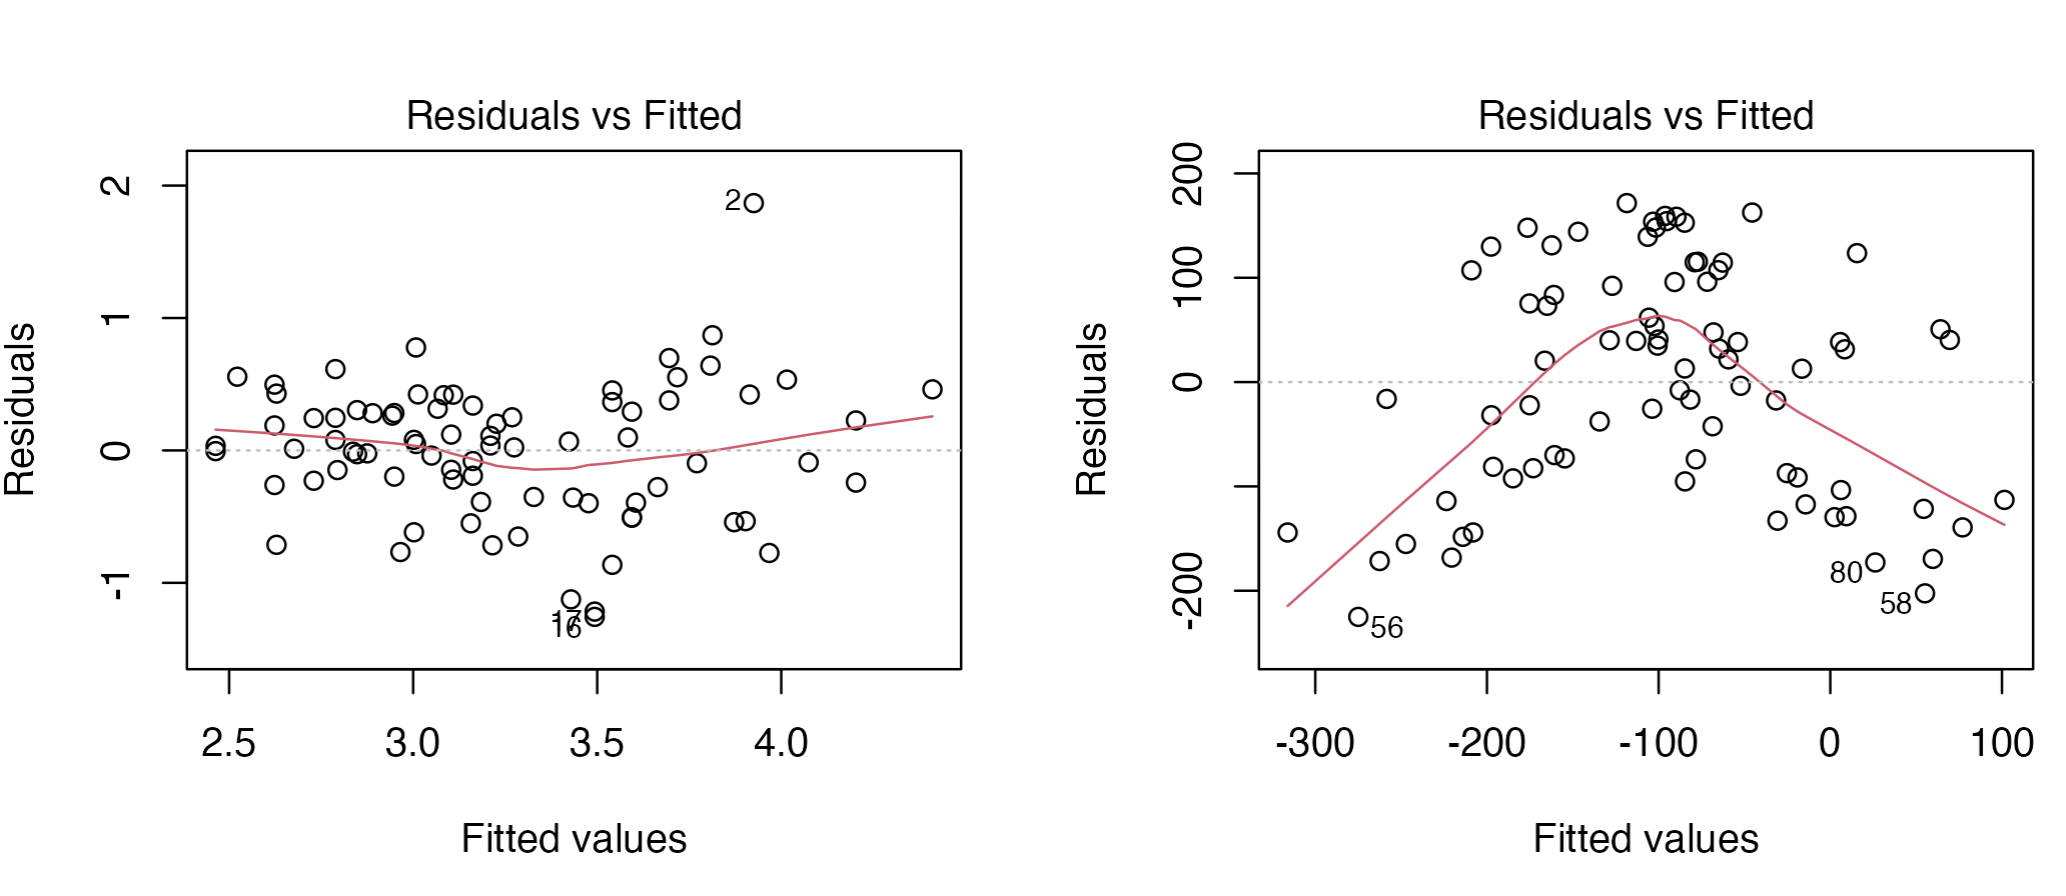 Residuals vs Fitted
Residuals
2
1
0
-1
2
17
16
2.5 3.0 3.5 4.0
Fitted values
Residuals vs Fitted
Residuals
200
100
0
-200
80
58
56
-300 -200 -100 0 100
Fitted values